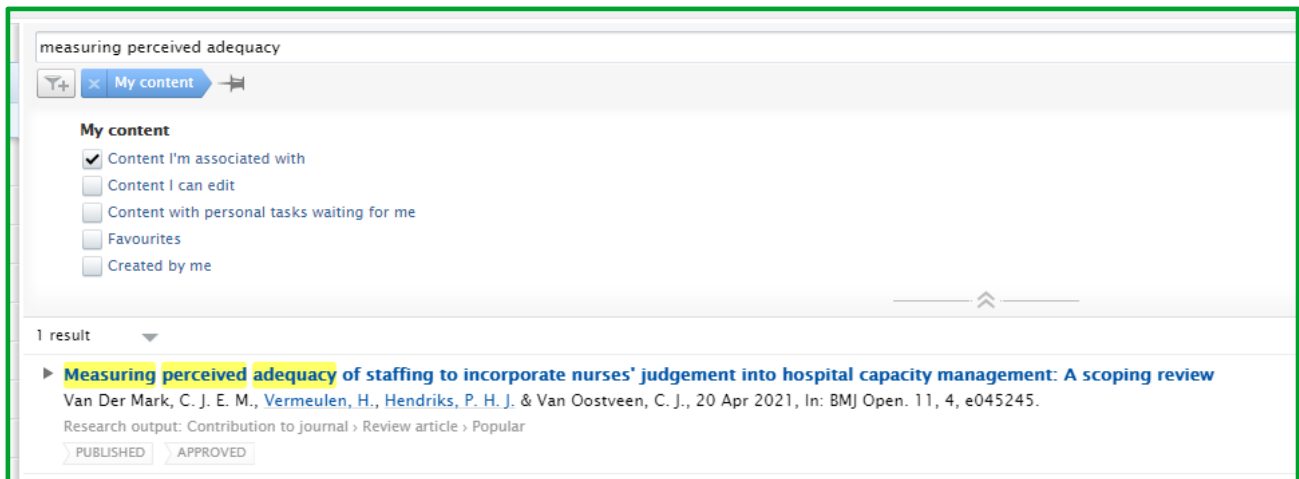 measuring perceived adequacy
My content
My content
Content I'm associated with
Content I can edit
Content with personal tasks waiting for me
Favourites
Created by me
1 result
Measuring perceived adequacy of staffing to incorporate nurses' judgement into hospital capacity management: A scoping review
Van Der Mark, C. J. E. M., Vermeulen, H., Hendriks, P. H. J. & Van Oostveen, C. J., 20 Apr 2021, In: BMJ Open. 11, 4, e045245.
Research output: Contribution to journal › Review article › Popular
PUBLISHED APPROVED